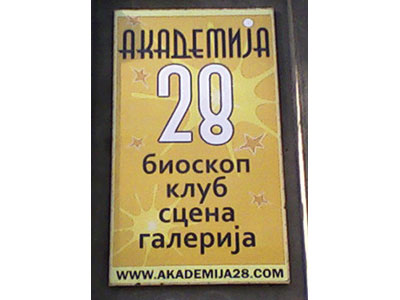 АКАДЕМИЈА
28
биоскоп
клуб
сцена
галерија
WWW.AKADEMIJA28.COM